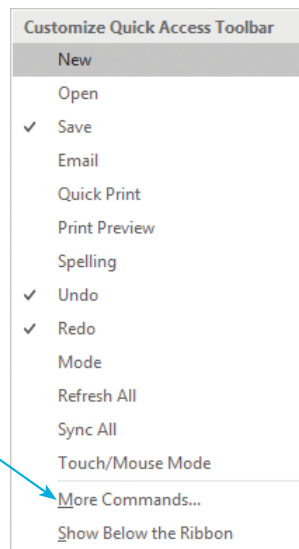 Customize Quick Access Toolbar
New
Open
Save
Email
Quick Print
Print Preview
Spelling
Undo
Redo
Mode
Refresh All
Sync All
Touch/Mouse Mode
More Commands...
Show Below the Ribbon